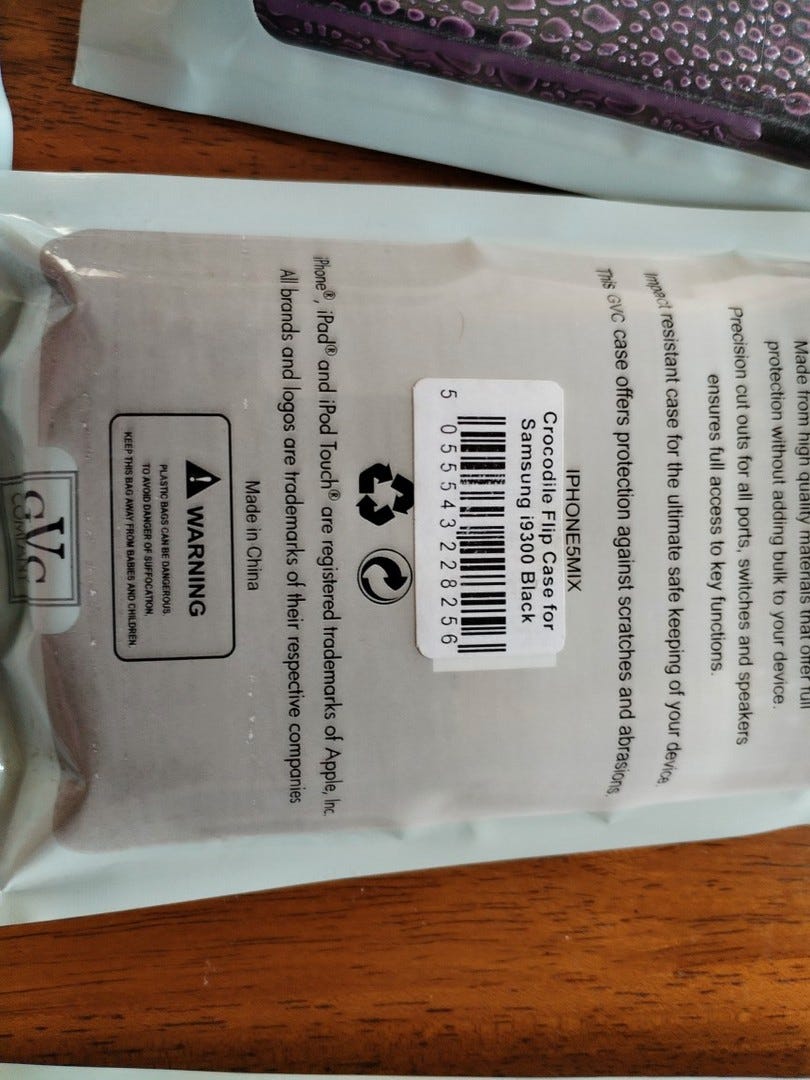 Made from high quality materials that offer full
protection without adding bulk to your device.
Precision cut outs for all ports, switches and speakers
ensures full access to key functions.
Impact resistant case for the ultimate safe keeping of your device.
This GVC case offers protection against scratches and abrasions.
IPHONE5MIX
Crocodile Flip Case for
Samsung i9300 Black
5 055543 228256
iPhone®, iPad® and iPod Touch® are registered trademarks of Apple, Inc.
All brands and logos are trademarks of their respective companies
Made in China
WARNING
PLASTIC BAGS CAN BE DANGEROUS.
TO AVOID DANGER OF SUFFOCATION,
KEEP THIS BAG AWAY FROM BABIES AND CHILDREN.
GVC
COMPANY